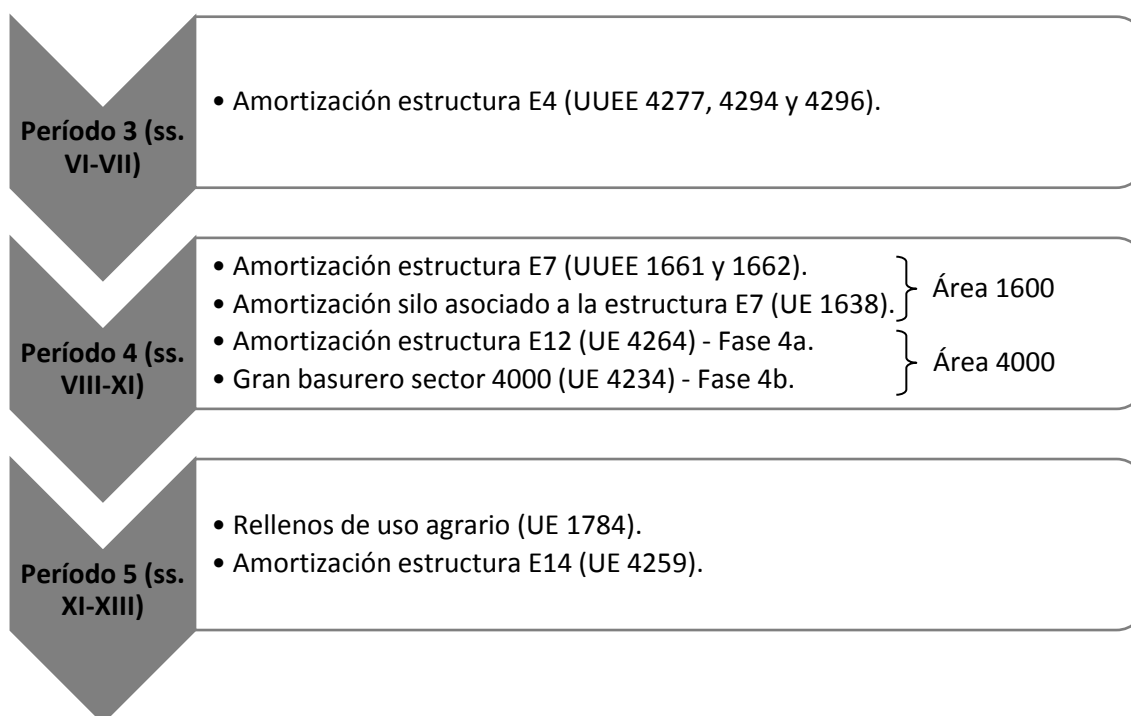 Período 3 (ss.
VI-VII)
• Amortización estructura E4 (UUEE 4277, 4294 y 4296).
Período 4 (ss.
VIII-XI)
• Amortización estructura E7 (UUEE 1661 y 1662).
• Amortización silo asociado a la estructura E7 (UE 1638).
Área 1600
• Amortización estructura E12 (UE 4264) - Fase 4a.
• Gran basurero sector 4000 (UE 4234) - Fase 4b.
Área 4000
Período 5 (ss.
XI-XIII)
• Rellenos de uso agrario (UE 1784).
• Amortización estructura E14 (UE 4259).